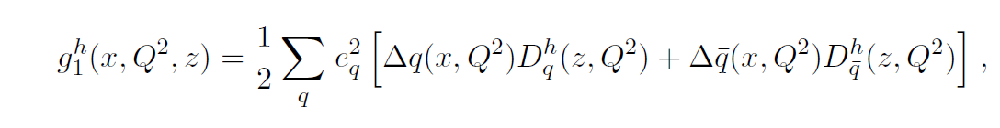 g_1^h(x, Q^2, z) = \frac{1}{2} \sum_q e_q^2 \left[ \Delta q(x, Q^2) D_q^h(z, Q^2) + \Delta \bar{q}(x, Q^2) D_{\bar{q}}^h(z, Q^2) \right] ,